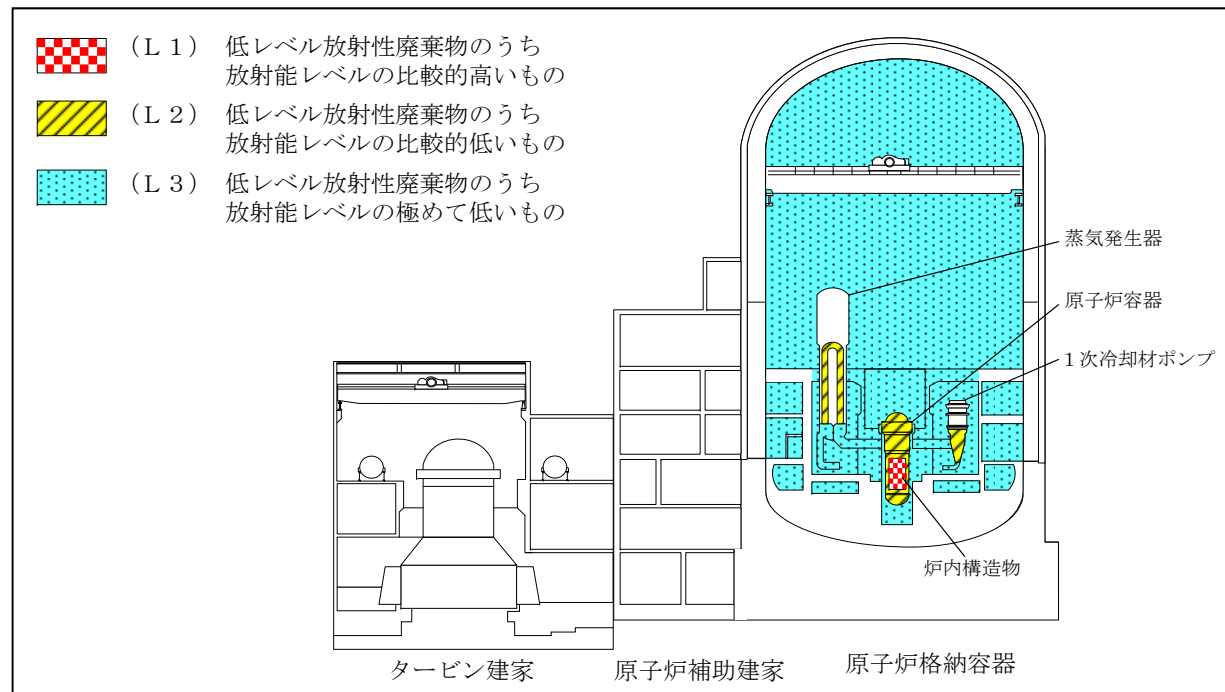 （Ｌ１） 低レベル放射性廃棄物のうち
放射能レベルの比較的高いもの
（Ｌ２） 低レベル放射性廃棄物のうち
放射能レベルの比較的低いもの
（Ｌ３） 低レベル放射性廃棄物のうち
放射能レベルの極めて低いもの
蒸気発生器
原子炉容器
１次冷却材ポンプ
炉内構造物
タービン建家
原子炉補助建家
原子炉格納容器